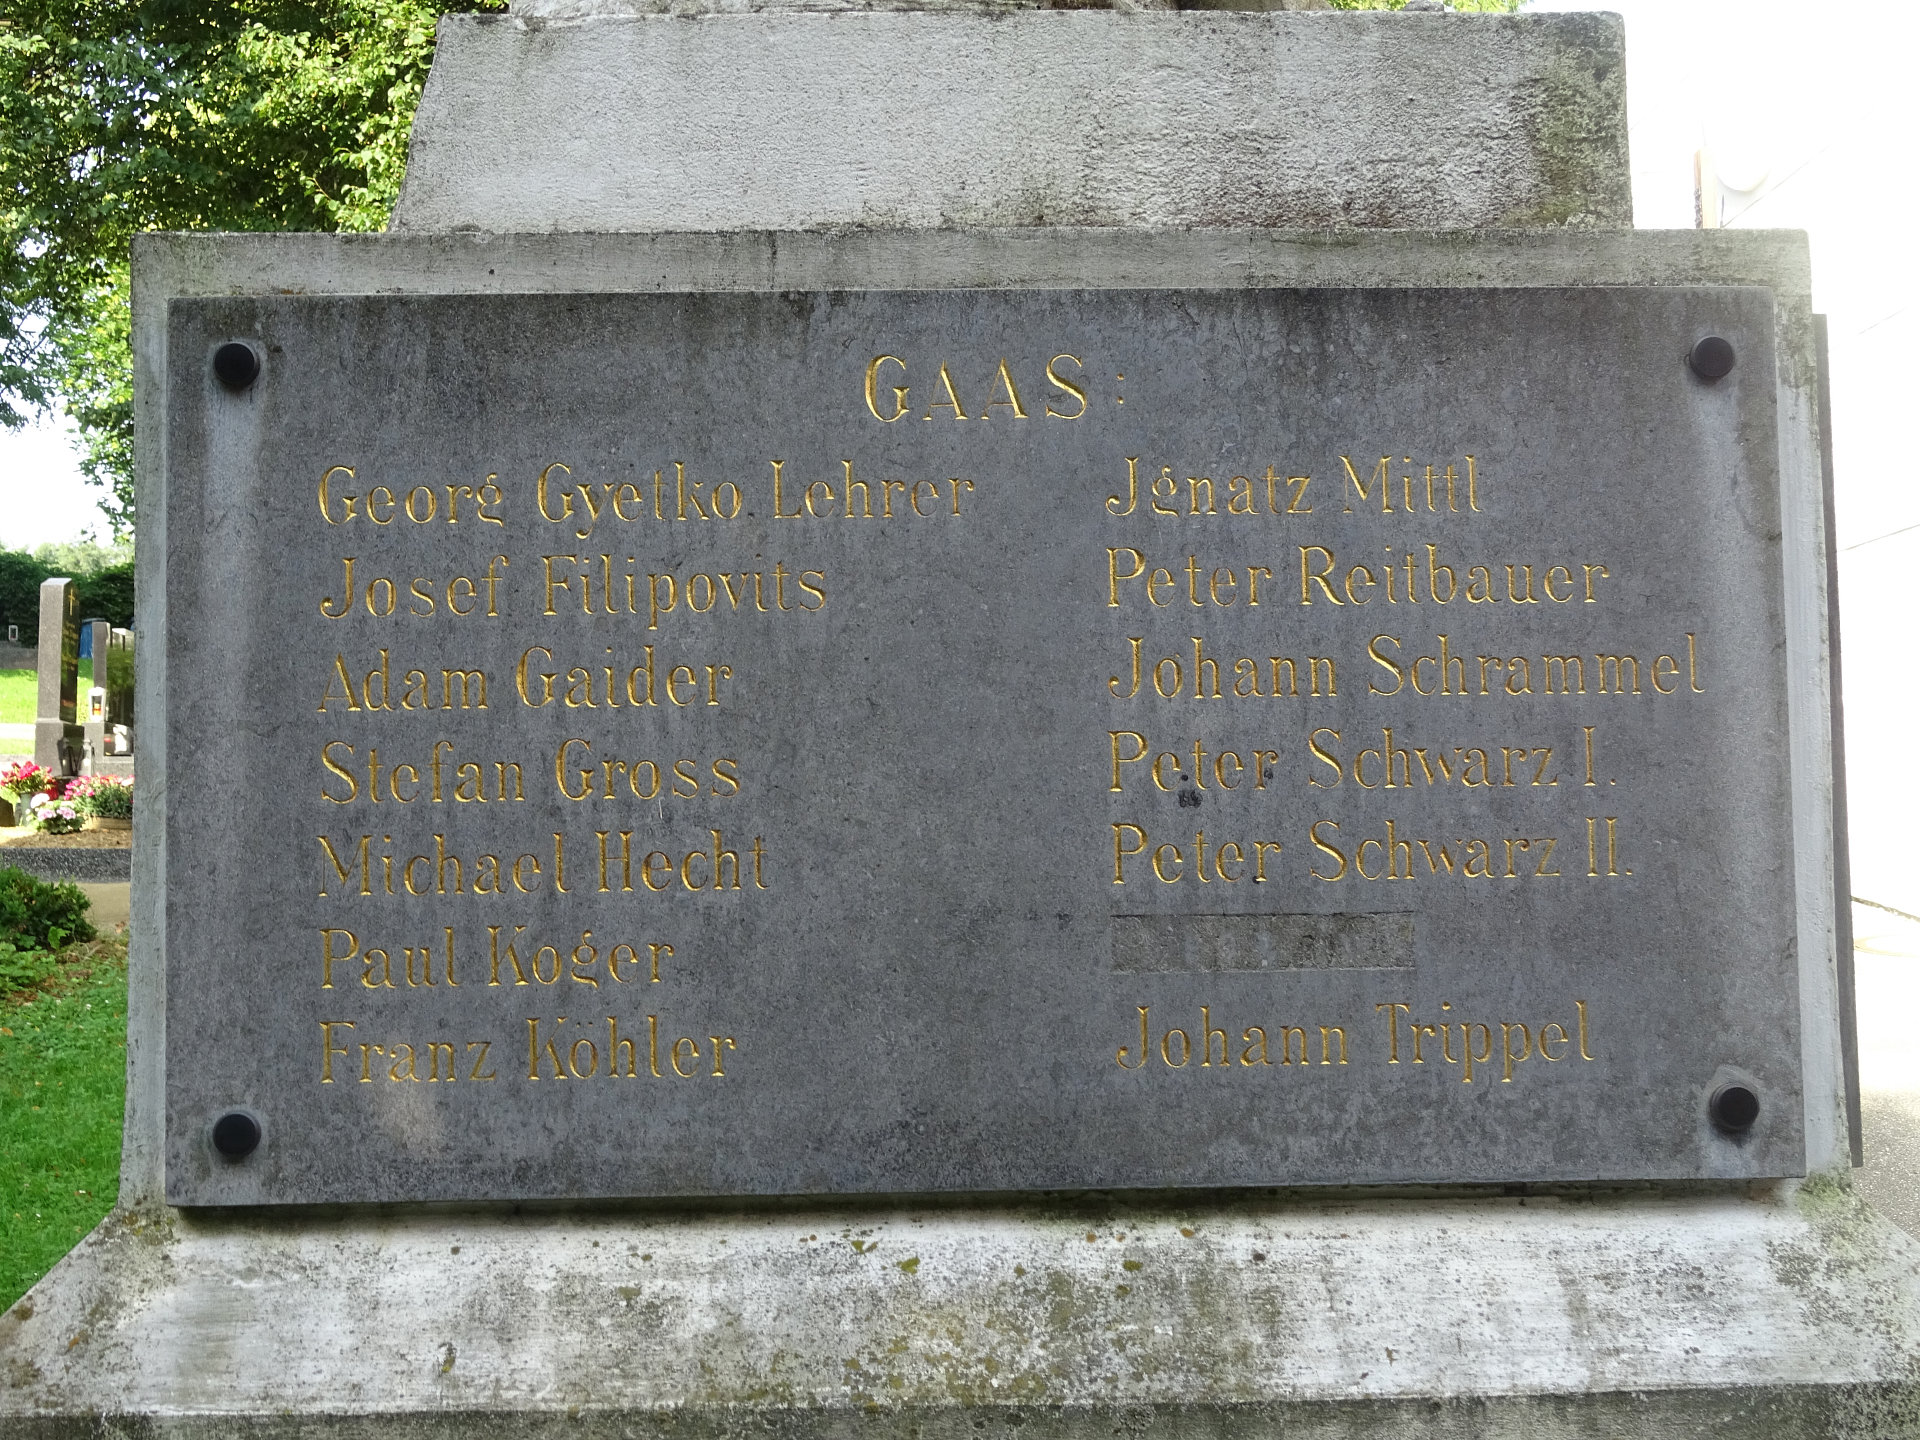 GAAS:
Georg Gyetko Lehrer
Josef Filipovits
Adam Gaider
Stefan Gross
Michael Hecht
Paul Koger
Franz Köhler
Jgnatz Mittl
Peter Reitbauer
Johann Schrammel
Peter Schwarz I.
Peter Schwarz II.
Johann Trippel